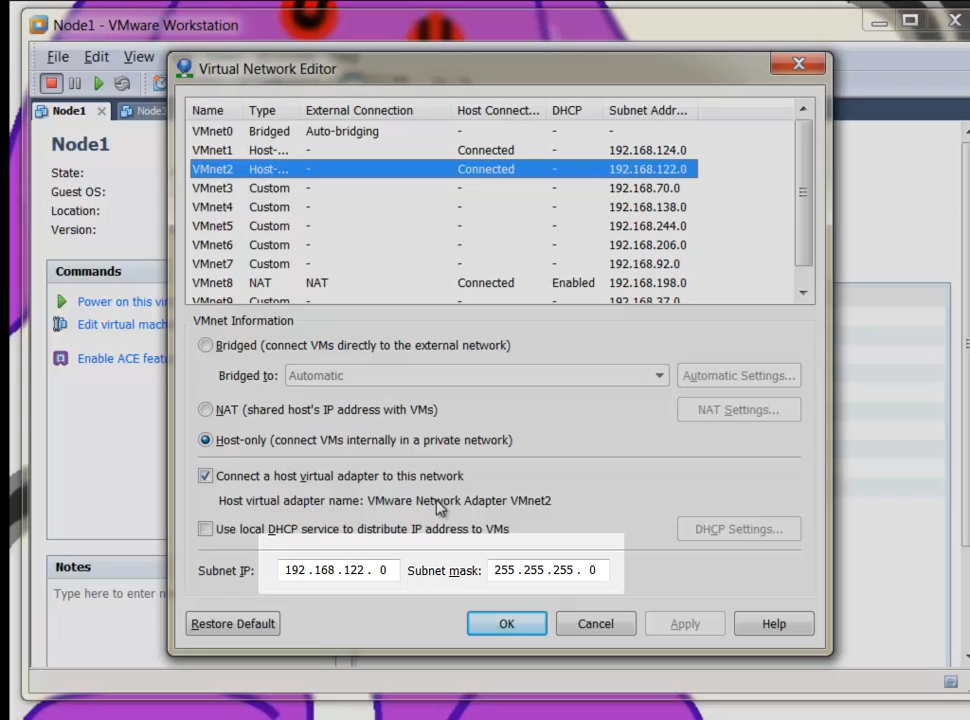 Node1 - VMware Workstation
File Edit View
Virtual Network Editor
Node1 Node3
Name Type External Connection Host Connect... DHCP Subnet Addr...
VMnet0 Bridged Auto-bridging - - -
VMnet1 Host-... - Connected - 192.168.124.0
VMnet2 Host-... - Connected - 192.168.122.0
VMnet3 Custom - - - 192.168.70.0
VMnet4 Custom - - - 192.168.138.0
VMnet5 Custom - - - 192.168.244.0
VMnet6 Custom - - - 192.168.206.0
VMnet7 Custom - - - 192.168.92.0
VMnet8 NAT NAT Connected Enabled 192.168.198.0
VMnet9 Custom - - - 192.168.37.0
Node1
State:
Guest OS:
Location:
Version:
Commands
Power on this
Edit virtual
Enable ACE
Notes
Type here to enter
VMnet Information
Bridged (connect VMs directly to the external network)
Bridged to: Automatic Automatic Settings...
NAT (shared host's IP address with VMs) NAT Settings...
Host-only (connect VMs internally in a private network)
Connect a host virtual adapter to this network
Host virtual adapter name: VMware Network Adapter VMnet2
Use local DHCP service to distribute IP address to VMs DHCP Settings...
Subnet IP: 192 . 168 . 122 . 0 Subnet mask: 255 . 255 . 255 . 0
Restore Default OK Cancel Apply Help